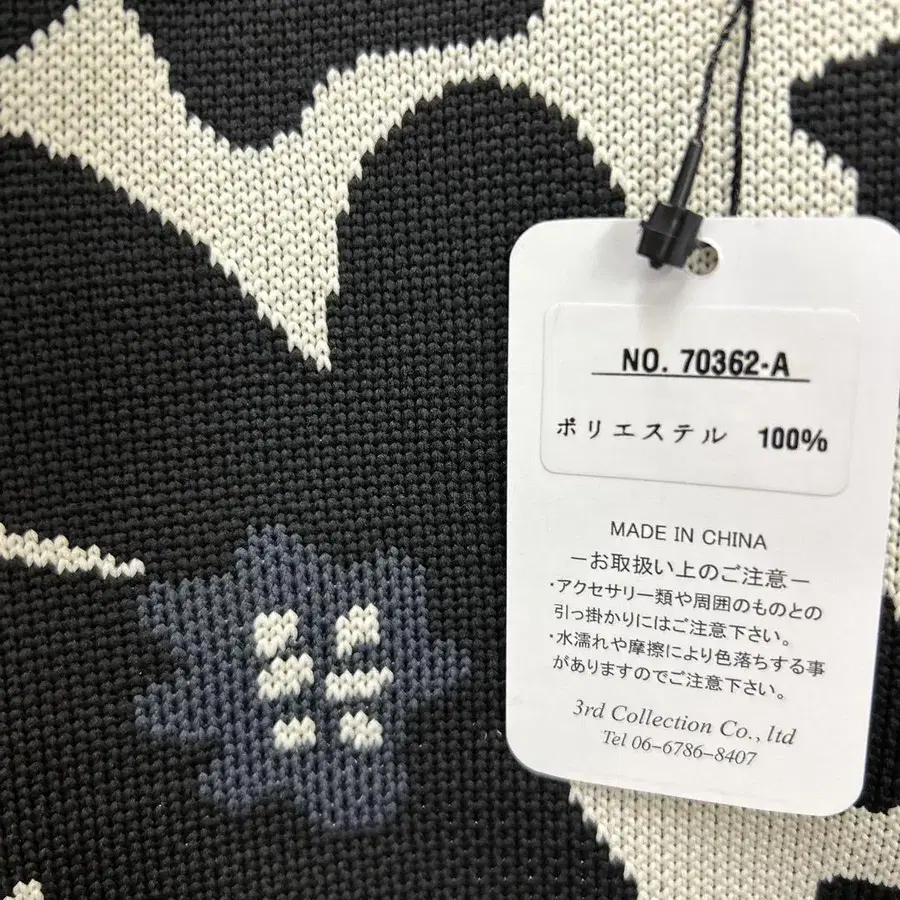 NO. 70362-A
ポリエステル 100%
MADE IN CHINA
ーお取扱い上のご注意ー
・アクセサリー類や周囲のものとの
引っ掛かりにはご注意下さい。
・水濡れや摩擦により色落ちする事
がありますのでご注意下さい。
3rd Collection Co., ltd
Tel 06-6786-8407